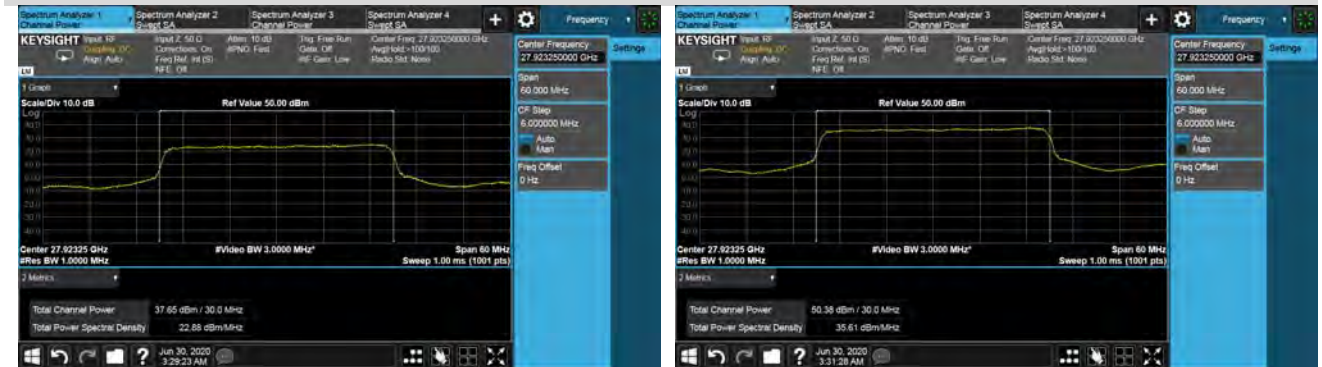 Spectrum Analyzer 1
Channel Power
Spectrum Analyzer 2
Swept SA
Spectrum Analyzer 3
Channel Power
Spectrum Analyzer 4
Swept SA
+
Frequency
KEYSIGHT
Input: RF
Coupling: DC
Align: Auto
Input Z: 50 Ω
Corrections: On
Freq Ref: Int (S)
NFE: Off
Atten: 10 dB
#PNO: Fast
Trig: Free Run
Gate: Off
#IF Gain: Low
Center Freq: 27.923250000 GHz
Avg|Hold:>100/100
Radio Std: None
LM
Center Frequency
27.923250000 GHz
Settings
Span
60.000 MHz
CF Step
6.000000 MHz
Auto
Man
Freq Offset
0 Hz
1 Graph
Scale/Div 10.0 dB
Ref Value 50.00 dBm
Log
Center 27.92325 GHz
#Video BW 3.0000 MHz*
Span 60 MHz
#Res BW 1.0000 MHz
Sweep 1.00 ms (1001 pts)
2 Metrics
Total Channel Power 37.65 dBm / 30.0 MHz
Total Power Spectral Density 22.88 dBm/MHz
?
Jun 30, 2020
3:29:23 AM
Spectrum Analyzer 1
Channel Power
Spectrum Analyzer 2
Swept SA
Spectrum Analyzer 3
Channel Power
Spectrum Analyzer 4
Swept SA
+
Frequency
KEYSIGHT
Input: RF
Coupling: DC
Align: Auto
Input Z: 50 Ω
Corrections: On
Freq Ref: Int (S)
NFE: Off
Atten: 10 dB
#PNO: Fast
Trig: Free Run
Gate: Off
#IF Gain: Low
Center Freq: 27.923250000 GHz
Avg|Hold:>100/100
Radio Std: None
LM
Center Frequency
27.923250000 GHz
Settings
Span
60.000 MHz
CF Step
6.000000 MHz
Auto
Man
Freq Offset
0 Hz
1 Graph
Scale/Div 10.0 dB
Ref Value 50.00 dBm
Log
Center 27.92325 GHz
#Video BW 3.0000 MHz*
Span 60 MHz
#Res BW 1.0000 MHz
Sweep 1.00 ms (1001 pts)
2 Metrics
Total Channel Power 50.38 dBm / 30.0 MHz
Total Power Spectral Density 35.61 dBm/MHz
?
Jun 30, 2020
3:31:28 AM